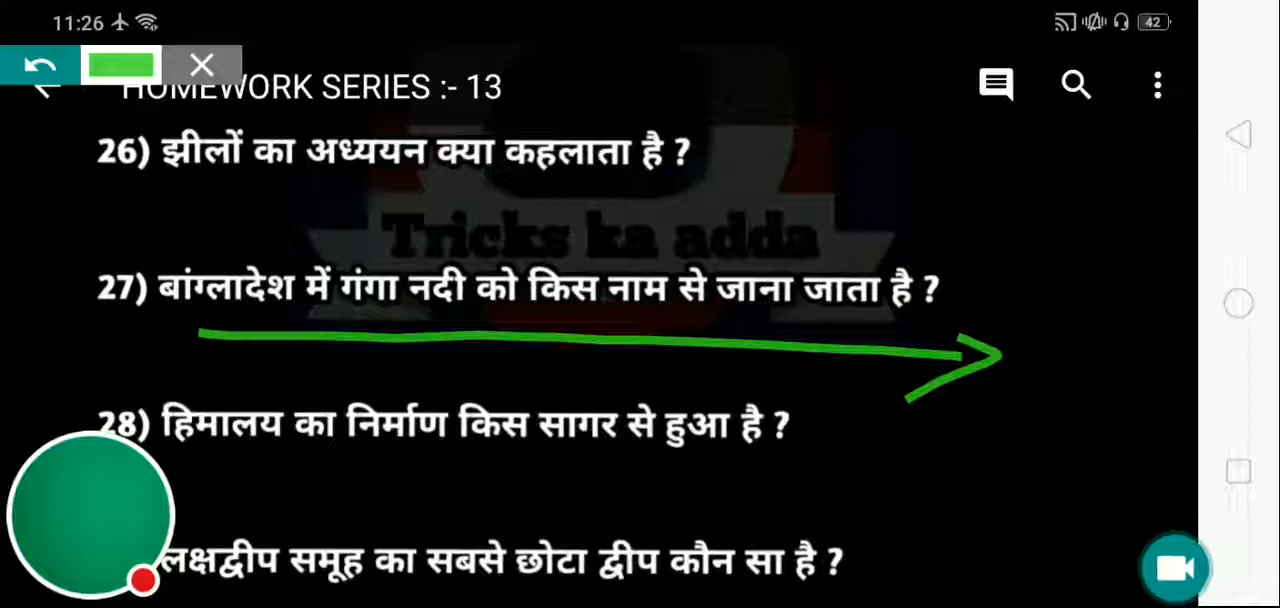 11:26
42
HOMEWORK SERIES :- 13
26) झीलों का अध्ययन क्या कहलाता है ?
Tricks ka adda
27) बांग्लादेश में गंगा नदी को किस नाम से जाना जाता है ?
28) हिमालय का निर्माण किस सागर से हुआ है ?
लक्षद्वीप समूह का सबसे छोटा द्वीप कौन सा है ?